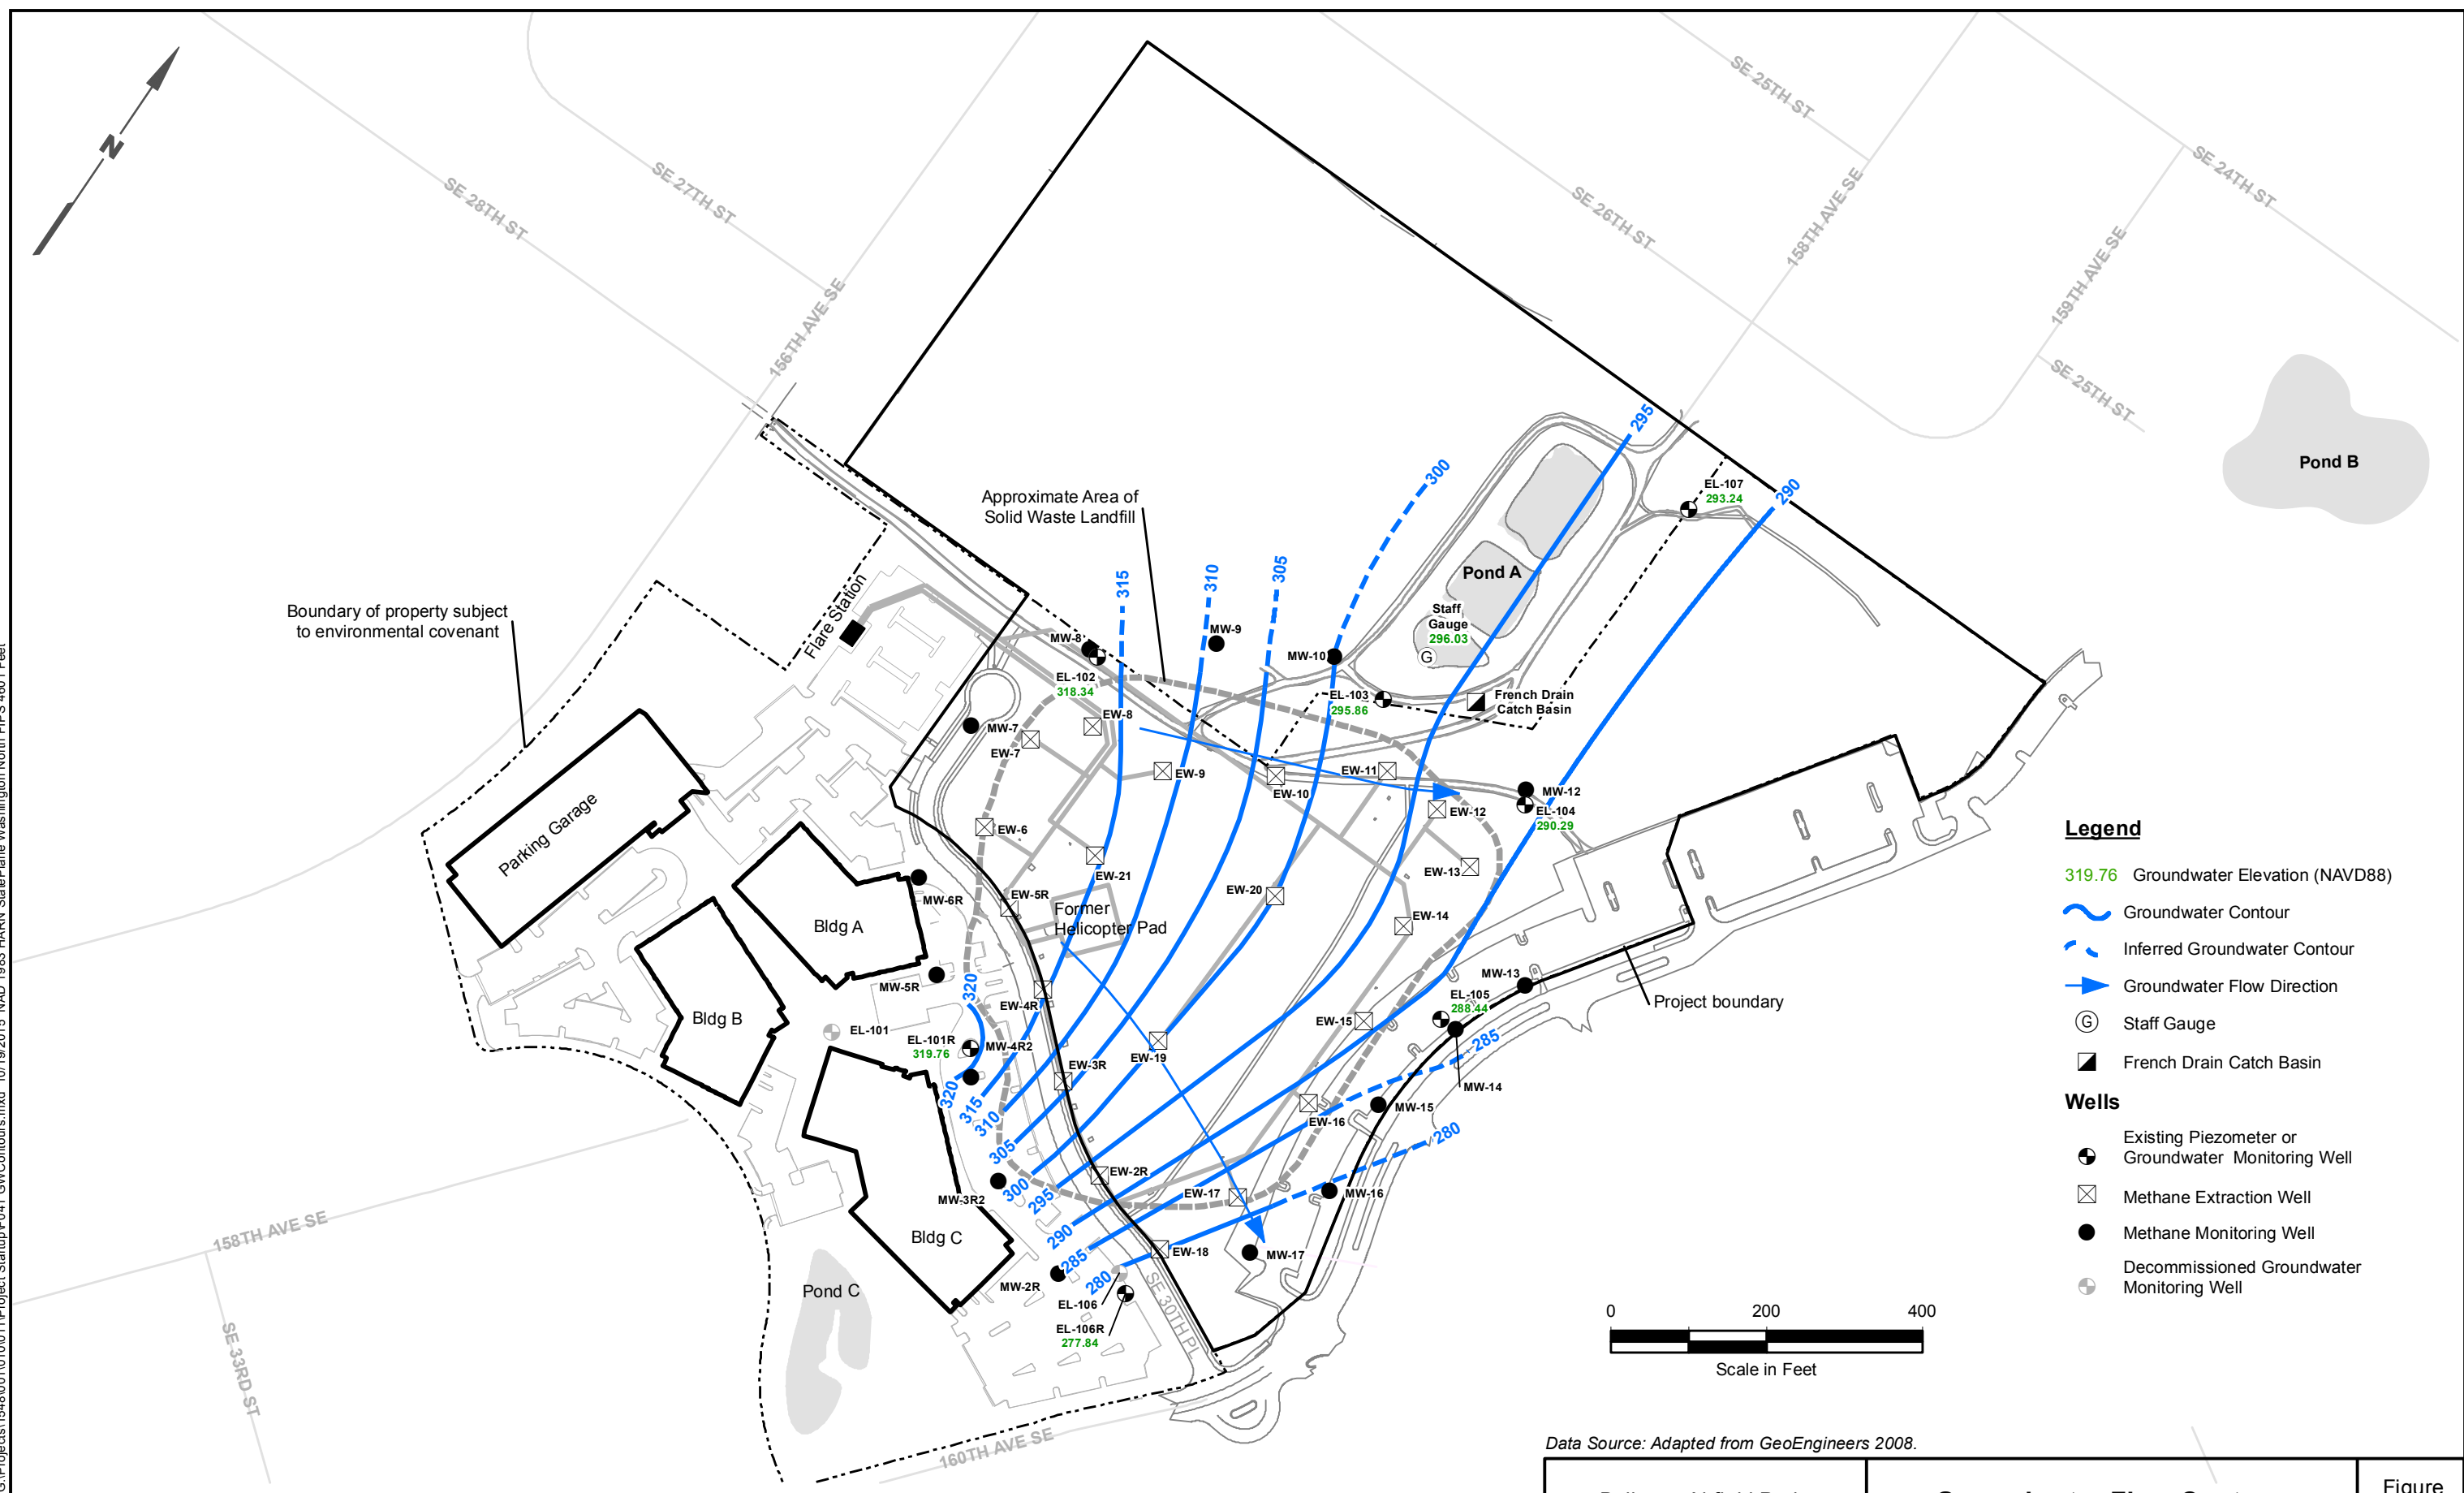 SE 25TH ST
SE 24TH ST
SE 27TH ST
SE 28TH ST
SE 26TH ST
158TH AVE SE
159TH AVE SE
156TH AVE SE
SE 25TH ST
N
Pond B
295
300
290
EL-107
293.24
Approximate Area of
Solid Waste Landfill
Boundary of property subject
to environmental covenant
Flare Station
315
310
305
Pond A
Staff
Gauge
296.03
G
MW-8
MW-9
MW-10
EL-102
318.34
EL-103
295.86
French Drain
Catch Basin
MW-7
EW-8
EW-7
EW-9
EW-10
EW-11
EW-12
MW-12
EL-104
290.29
EW-6
EW-21
EW-13
EW-20
EW-14
Parking Garage
Bldg A
MW-6R
EW-5R
Former
Helicopter Pad
MW-5R
320
EW-4R
MW-13
EL-105
288.44
Project boundary
Bldg B
EL-101
EL-101R
319.76
MW-4R2
EW-15
EW-19
EW-3R
285
MW-14
MW-15
EW-16
280
320
315
310
305
300
295
290
285
280
EW-2R
EW-17
MW-16
MW-3R2
Bldg C
EW-18
MW-17
MW-2R
EL-106
EL-106R
277.84
SE 30TH PL
Pond C
158TH AVE SE
SE 33RD ST
160TH AVE SE
Legend
319.76 Groundwater Elevation (NAVD88)
Groundwater Contour
Inferred Groundwater Contour
Groundwater Flow Direction
G Staff Gauge
French Drain Catch Basin
Wells
Existing Piezometer or
Groundwater Monitoring Well
Methane Extraction Well
Methane Monitoring Well
Decommissioned Groundwater
Monitoring Well
0 200 400
Scale in Feet
Data Source: Adapted from GeoEngineers 2008.
Figure